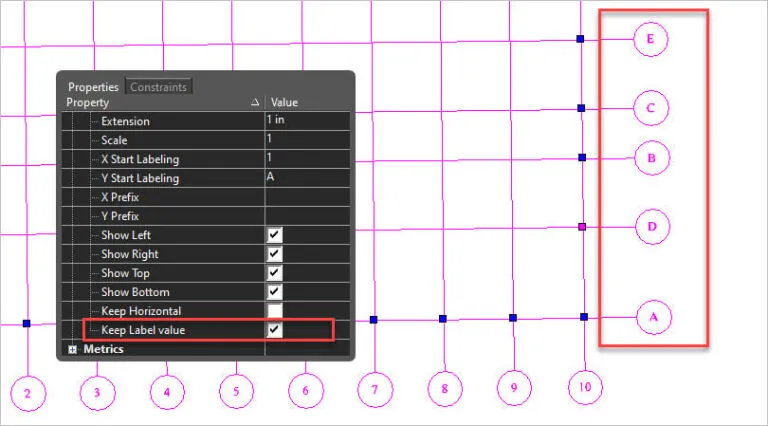 Properties Constraints
Property Value
Extension 1 in
Scale 1
X Start Labeling 1
Y Start Labeling A
X Prefix
Y Prefix
Show Left
Show Right
Show Top
Show Bottom
Keep Horizontal
Keep Label value
Metrics
E
C
B
D
A
2 3 4 5 6 7 8 9 10